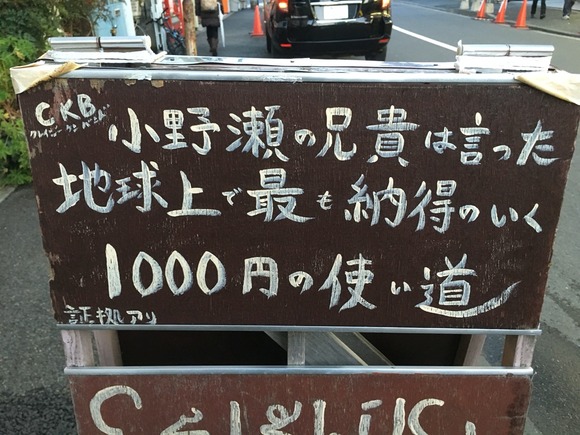 CKB
クレイジーケンバンド
小野瀬の兄貴は言った
地球上で最も納得のいく
1000円の使い道
証拠アリ